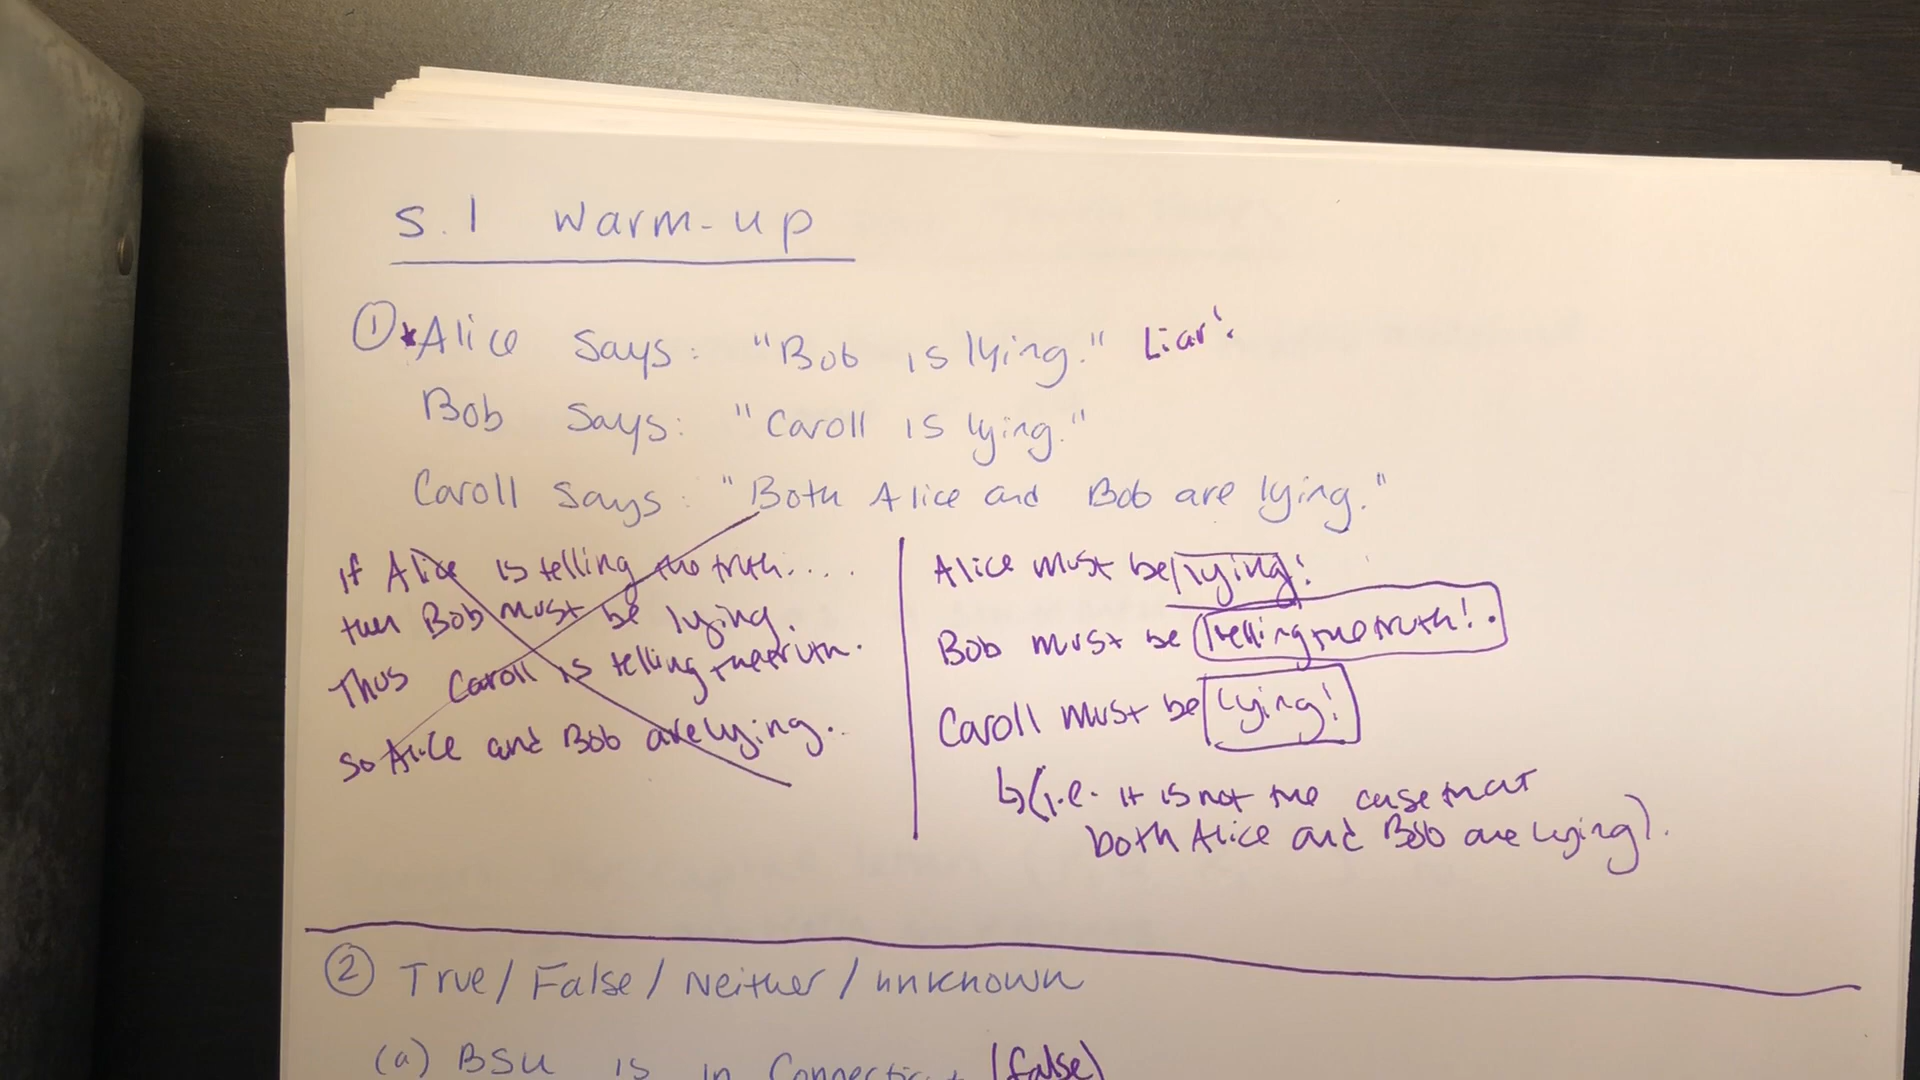 S.1 Warm-up
① *Alice says: "Bob is lying." Liar!
Bob says: "Caroll is lying."
Caroll says: "Both Alice and Bob are lying."
If Alice is telling the truth....
then Bob must be lying.
Thus Caroll is telling the truth.
so Alice and Bob are lying.
Alice must be lying!
Bob must be telling the truth!
Caroll must be lying!
↳(i.e. it is not the case that
both Alice and Bob are lying).
② True/False/Neither/unknown
(a) BSU is in Connecticut (false)